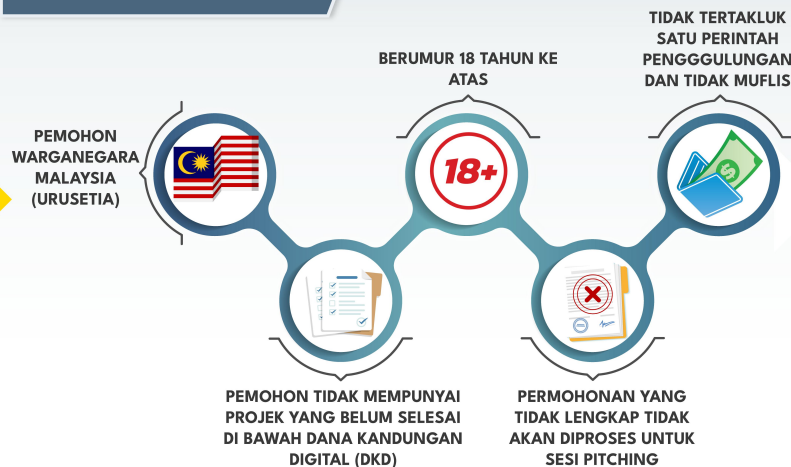 PEMOHON
WARGANEGARA
MALAYSIA
(URUSETIA)
PEMOHON TIDAK MEMPUNYAI
PROJEK YANG BELUM SELESAI
DI BAWAH DANA KANDUNGAN
DIGITAL (DKD)
BERUMUR 18 TAHUN KE
ATAS
18+
PERMOHONAN YANG
TIDAK LENGKAP TIDAK
AKAN DIPROSES UNTUK
SESI PITCHING
TIDAK TERTAKLUK
SATU PERINTAH
PENGGGULUNGAN
DAN TIDAK MUFLIS